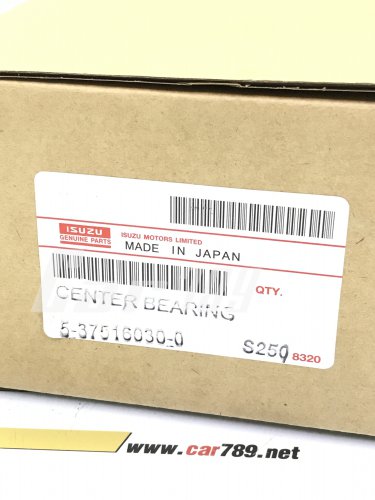 ISUZU
GENUINE PARTS
ISUZU MOTORS LIMITED
MADE IN JAPAN
CENTER BEARING
QTY.
5-37516030-0
8320
www.car789.net